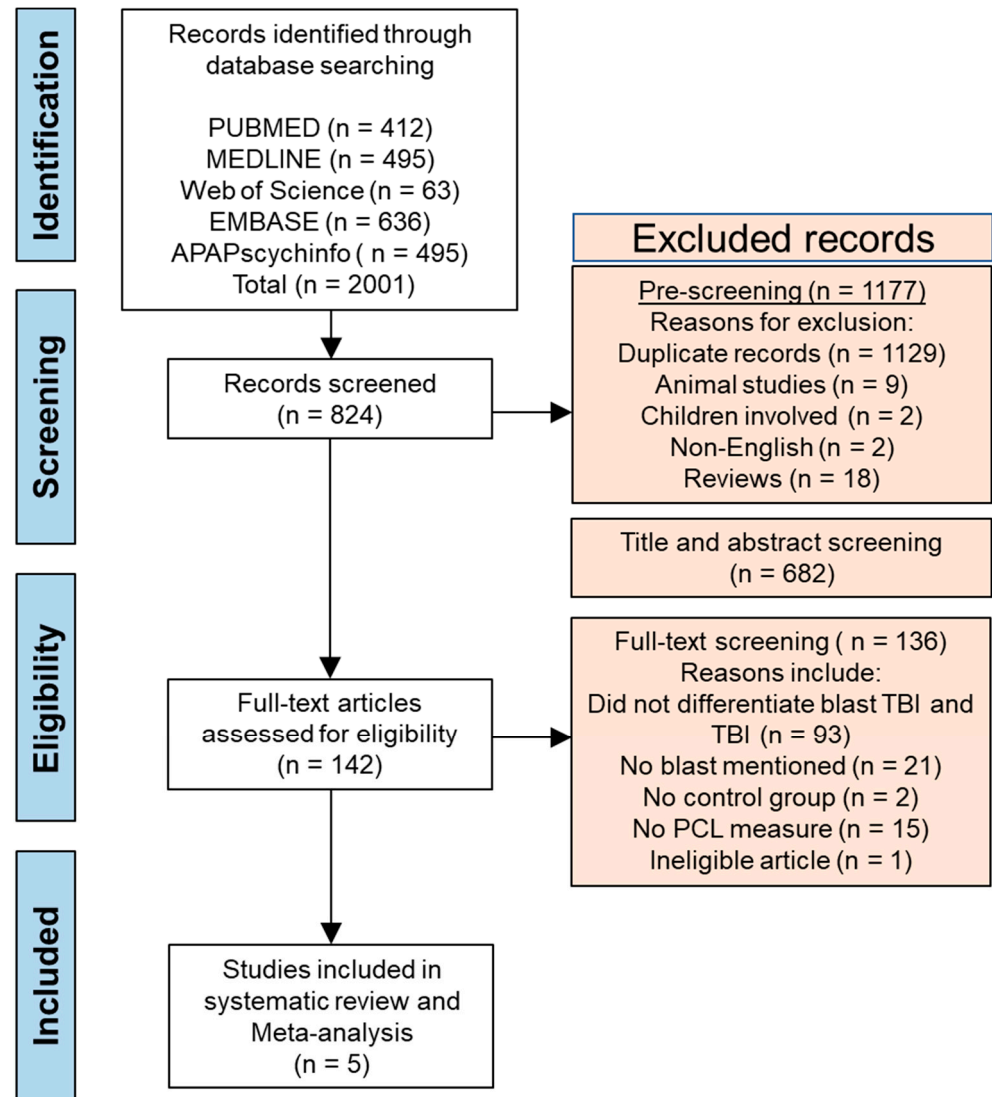 Identification
Records identified through
database searching
PUBMED (n = 412)
MEDLINE (n = 495)
Web of Science (n = 63)
EMBASE (n = 636)
APAPscychinfo ( n = 495)
Total (n = 2001)
Excluded records
Screening
Records screened
(n = 824)
Pre-screening (n = 1177)
Reasons for exclusion:
Duplicate records (n = 1129)
Animal studies (n = 9)
Children involved (n = 2)
Non-English (n = 2)
Reviews (n = 18)
Title and abstract screening
(n = 682)
Eligibility
Full-text articles
assessed for eligibility
(n = 142)
Full-text screening ( n = 136)
Reasons include:
Did not differentiate blast TBI and
TBI (n = 93)
No blast mentioned (n = 21)
No control group (n = 2)
No PCL measure (n = 15)
Ineligible article (n = 1)
Included
Studies included in
systematic review and
Meta-analysis
(n = 5)